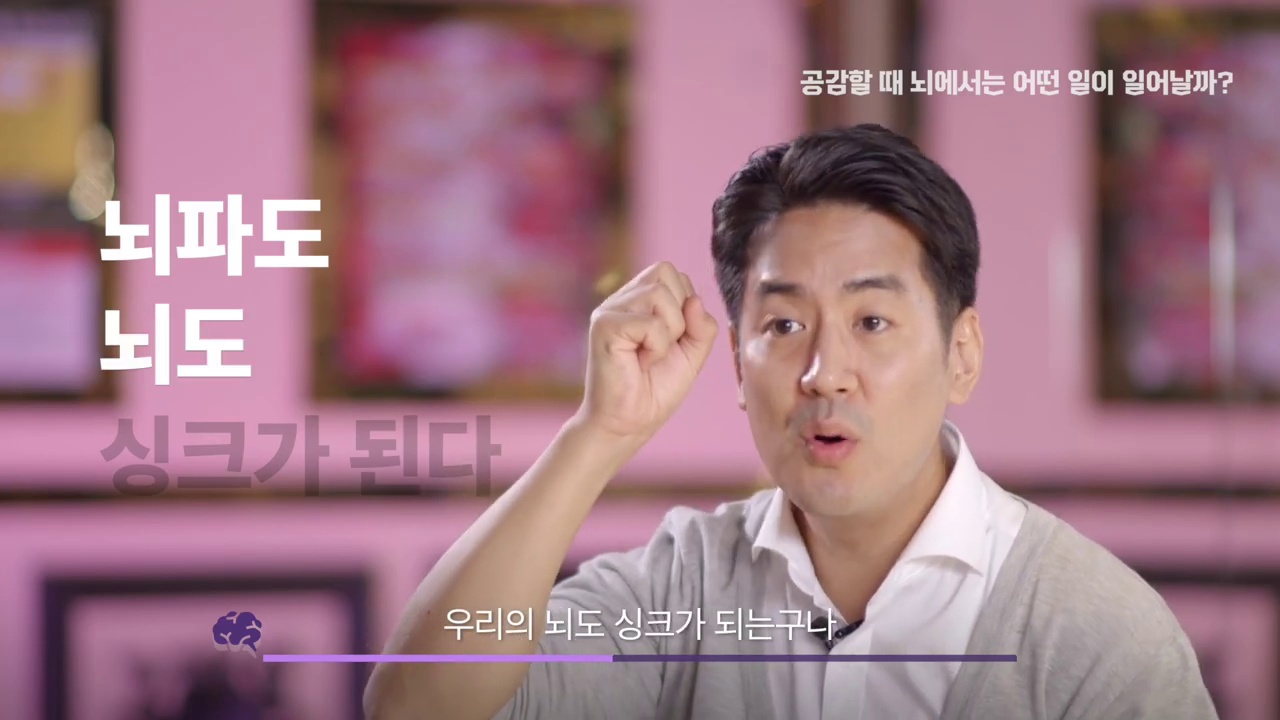 공감할 때 뇌에서는 어떤 일이 일어날까?
뇌파도
뇌도
싱크가 된다
우리의 뇌도 싱크가 되는구나